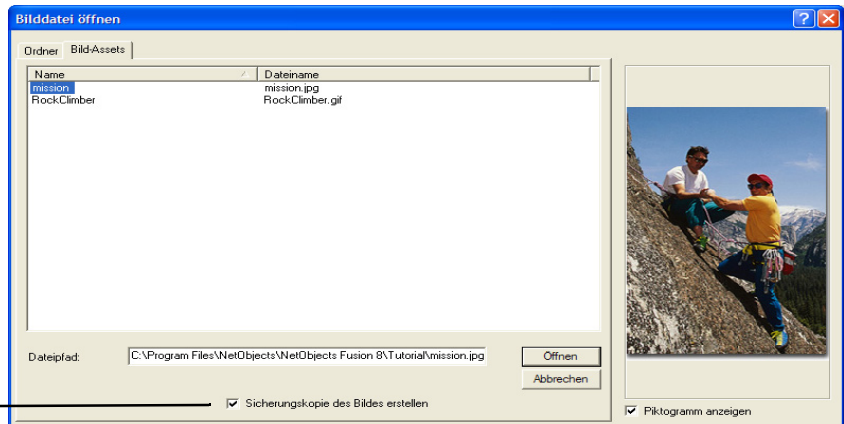 Bilddatei öffnen
Ordner
Bild-Assets
Name
Dateiname
mission
mission.jpg
RockClimber
RockClimber.gif
Dateipfad:
C:\Program Files\NetObjects\NetObjects Fusion 8\Tutorial\mission.jpg
Öffnen
Abbrechen
Sicherungskopie des Bildes erstellen
Piktogramm anzeigen